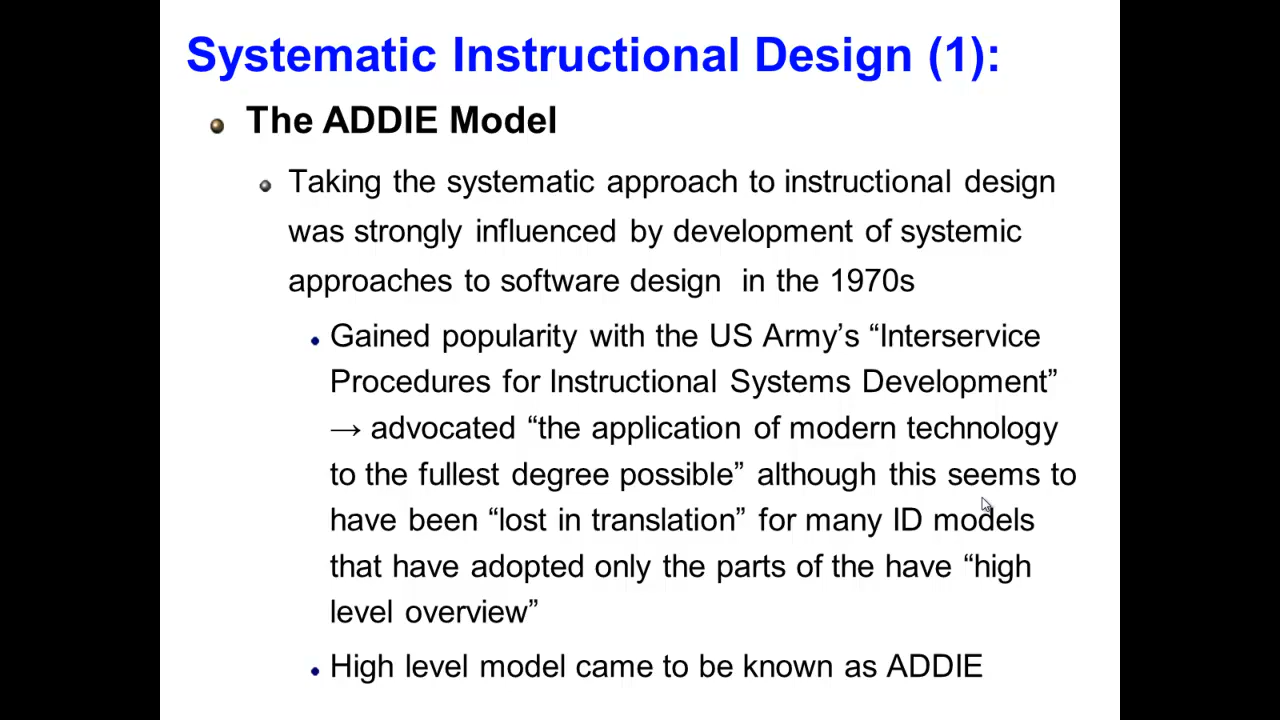 Systematic Instructional Design (1):
The ADDIE Model
Taking the systematic approach to instructional design
was strongly influenced by development of systemic
approaches to software design in the 1970s
Gained popularity with the US Army’s “Interservice
Procedures for Instructional Systems Development”
→ advocated “the application of modern technology
to the fullest degree possible” although this seems to
have been “lost in translation” for many ID models
that have adopted only the parts of the have “high
level overview”
High level model came to be known as ADDIE